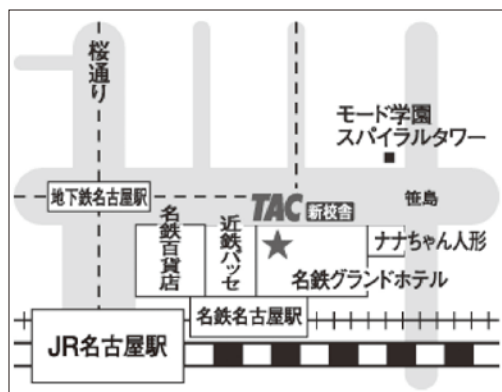 桜通り
モード学園
スパイラルタワー
地下鉄名古屋駅
TAC 新校舎
笹島
名鉄百貨店
近鉄パッセ
ナナちゃん人形
名鉄グランドホテル
名鉄名古屋駅
JR名古屋駅